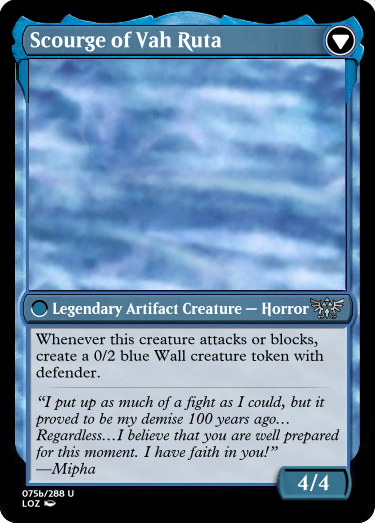 Scourge of Vah Ruta
Legendary Artifact Creature — Horror
Whenever this creature attacks or blocks,
create a 0/2 blue Wall creature token with
defender.
“I put up as much of a fight as I could, but it
proved to be my demise 100 years ago…
Regardless…I believe that you are well prepared
for this moment. I have faith in you!”
—Mipha
4/4
075b/288 U
LOZ